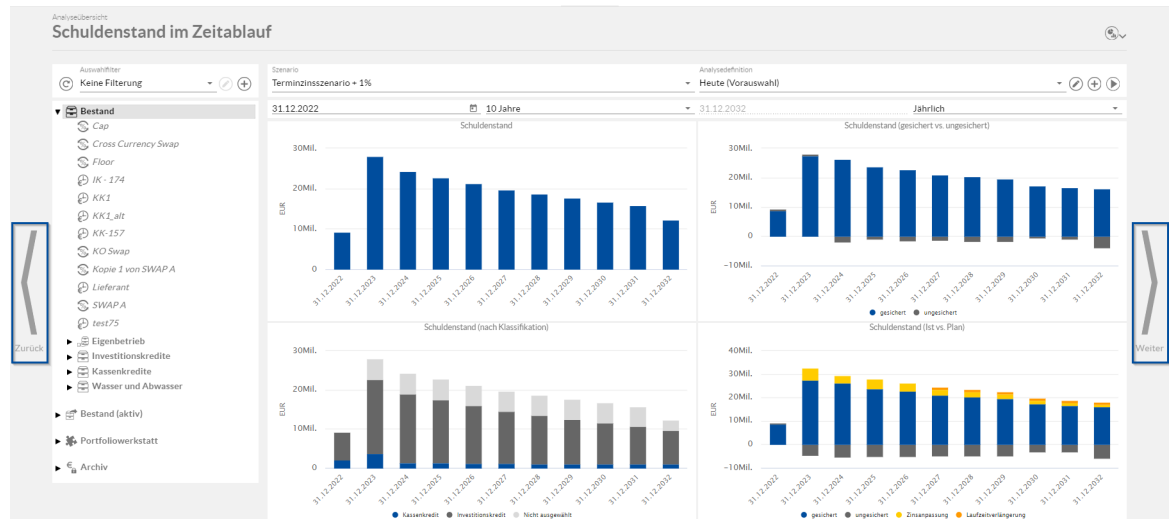 Analyseübersicht
Schuldenstand im Zeitablauf
Auswahlfilter
Keine Filterung
Szenario
Terminzinsszenario + 1%
Analysedefinition
Heute (Vorauswahl)
31.12.2022
10 Jahre
31.12.2032
Jährlich
Bestand
Cap
Cross Currency Swap
Floor
IK - 174
KK1
KK1_alt
KK-157
KO Swap
Kopie 1 von SWAP A
Lieferant
SWAP A
test75
Eigenbetrieb
Investitionskredite
Kassenkredite
Wasser und Abwasser
Bestand (aktiv)
Portfoliowerkstatt
Archiv
Zurück
Schuldenstand
30Mil.
20Mil.
10Mil.
0
EUR
31.12.2022 31.12.2023 31.12.2024 31.12.2025 31.12.2026 31.12.2027 31.12.2028 31.12.2029 31.12.2030 31.12.2031 31.12.2032
Schuldenstand (gesichert vs. ungesichert)
30Mil.
20Mil.
10Mil.
0
-10Mil.
EUR
31.12.2022 31.12.2023 31.12.2024 31.12.2025 31.12.2026 31.12.2027 31.12.2028 31.12.2029 31.12.2030 31.12.2031 31.12.2032
gesichert ungesichert
Schuldenstand (nach Klassifikation)
30Mil.
20Mil.
10Mil.
0
EUR
31.12.2022 31.12.2023 31.12.2024 31.12.2025 31.12.2026 31.12.2027 31.12.2028 31.12.2029 31.12.2030 31.12.2031 31.12.2032
Kassenkredit Investitionskredit Nicht ausgewählt
Schuldenstand (Ist vs. Plan)
40Mil.
30Mil.
20Mil.
10Mil.
0
-10Mil.
EUR
31.12.2022 31.12.2023 31.12.2024 31.12.2025 31.12.2026 31.12.2027 31.12.2028 31.12.2029 31.12.2030 31.12.2031 31.12.2032
gesichert ungesichert Zinsanpassung Laufzeitverlängerung
Weiter